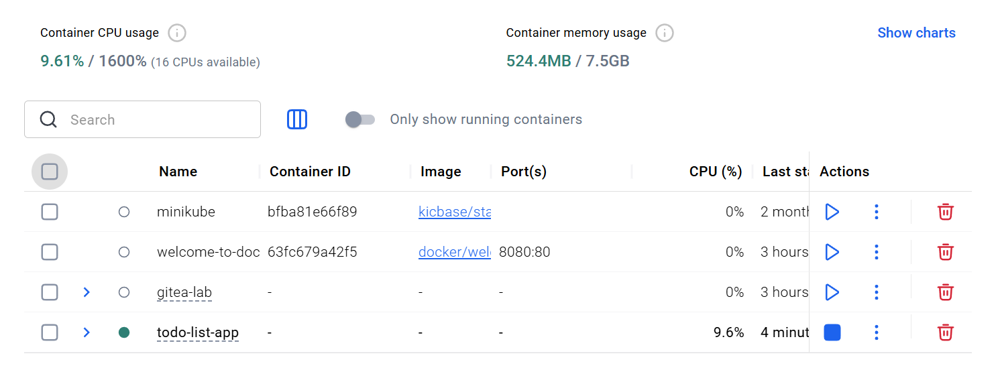 Container CPU usage Container memory usage Show charts
9.61% / 1600% (16 CPUs available) 524.4MB / 7.5GB
Search Only show running containers
Name Container ID Image Port(s) CPU (%) Last sta Actions
minikube bfba81e66f89 kicbase/sta 0% 2 month
welcome-to-doc 63fc679a42f5 docker/wel 8080:80 0% 3 hours
gitea-lab - - - 0% 3 hours
todo-list-app - - - 9.6% 4 minut